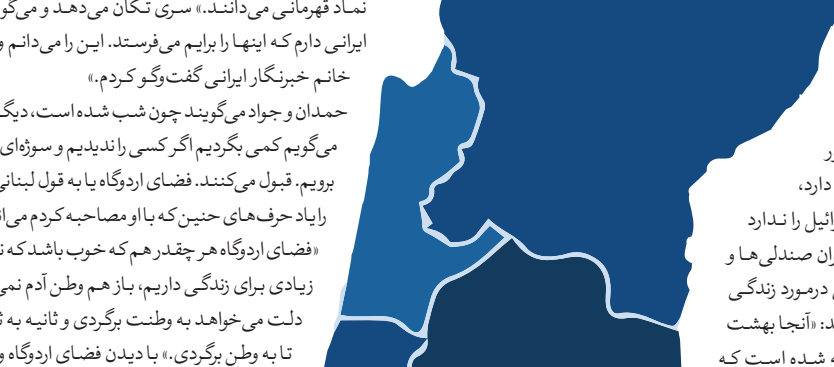 ور
دارد،
ائیل را ندارد
ران صندلی‌ها و
درمورد زندگی
د: «آنجا بهشت
ه شده است که
نماد قهرمانی می‌دانند.» سری تکان می‌دهد و می‌گو
ایرانی دارم که اینها را برایم می‌فرستد. این را می‌دانم و
خانم خبرنگار ایرانی گفت‌وگو کردم.»
حمدان و جواد می‌گویند چون شب شده است، دیگ
می‌گویم کمی بگردیم اگر کسی را ندیدیم و سوژه‌ای
برویم. قبول می‌کنند. فضای اردوگاه یا به قول لبنانی
را یاد حرف‌های حنین که با او مصاحبه کردم می‌اند
«فضای اردوگاه هر چقدر هم که خوب باشد که ن
زیادی برای زندگی داریم، باز هم وطن آدم نمی
دلت می‌خواهد به وطنت برگردی و ثانیه به ث
تا به وطن برگردی.» با دیدن فضای اردوگاه و